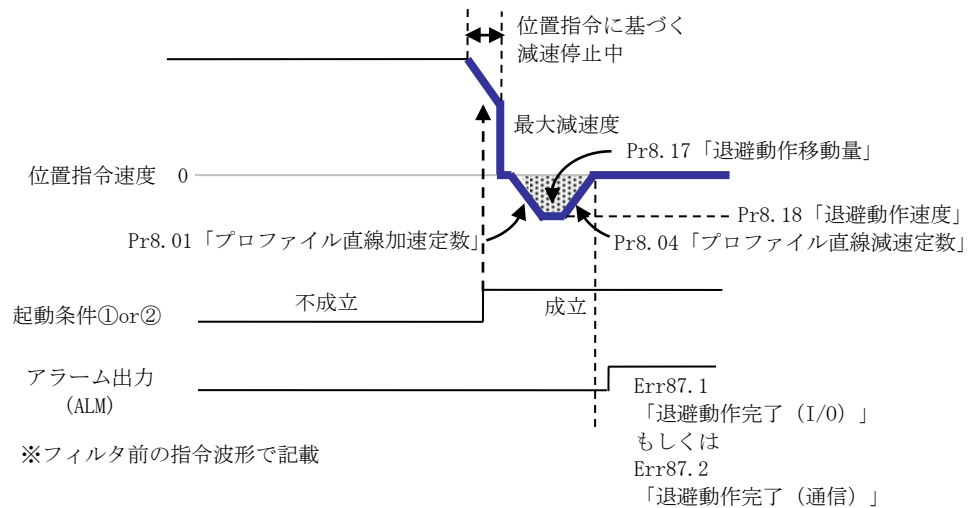 位置指令に基づく
減速停止中
最大減速度
Pr8.17「退避動作移動量」
位置指令速度 0
Pr8.18「退避動作速度」
Pr8.01「プロファイル直線加速定数」
Pr8.04「プロファイル直線減速定数」
不成立
成立
起動条件①or②
アラーム出力
(ALM)
Err87.1
「退避動作完了（I/O）」
もしくは
Err87.2
「退避動作完了（通信）」
※フィルタ前の指令波形で記載